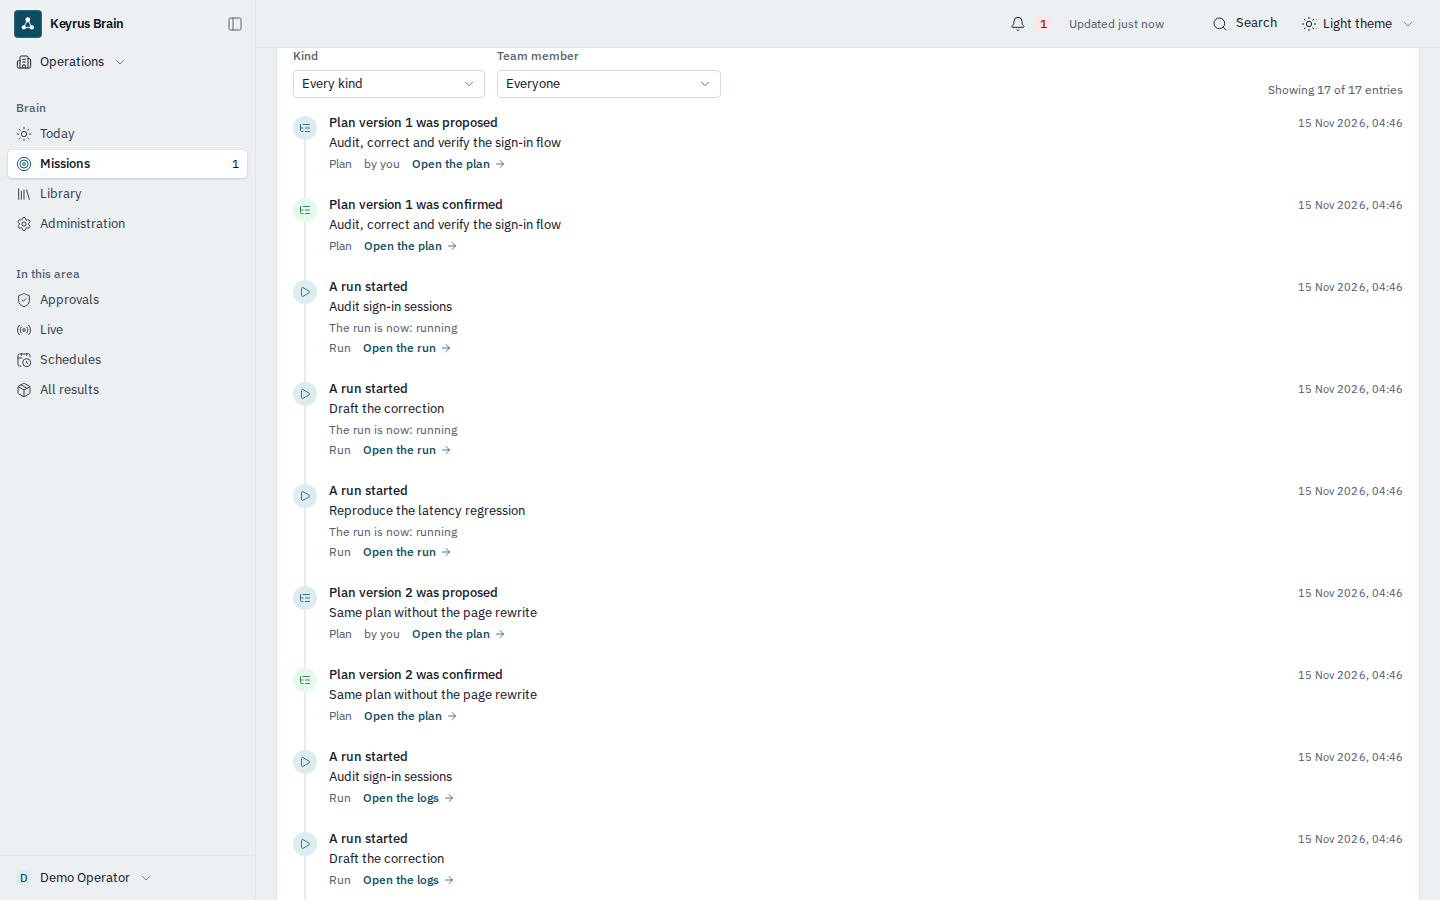 Keyrus Brain
1
Updated just now
Search
Light theme
Operations
Brain
Today
Missions
1
Library
Administration
In this area
Approvals
Live
Schedules
All results
D
Demo Operator
Kind
Team member
Every kind
Everyone
Showing 17 of 17 entries
Plan version 1 was proposed
15 Nov 2026, 04:46
Audit, correct and verify the sign-in flow
Plan by you Open the plan →
Plan version 1 was confirmed
15 Nov 2026, 04:46
Audit, correct and verify the sign-in flow
Plan Open the plan →
A run started
15 Nov 2026, 04:46
Audit sign-in sessions
The run is now: running
Run Open the run →
A run started
15 Nov 2026, 04:46
Draft the correction
The run is now: running
Run Open the run →
A run started
15 Nov 2026, 04:46
Reproduce the latency regression
The run is now: running
Run Open the run →
Plan version 2 was proposed
15 Nov 2026, 04:46
Same plan without the page rewrite
Plan by you Open the plan →
Plan version 2 was confirmed
15 Nov 2026, 04:46
Same plan without the page rewrite
Plan Open the plan →
A run started
15 Nov 2026, 04:46
Audit sign-in sessions
Run Open the logs →
A run started
15 Nov 2026, 04:46
Draft the correction
Run Open the logs →